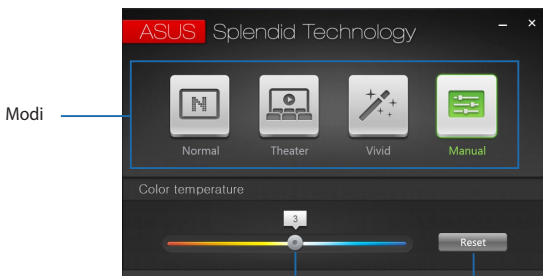 ASUS Splendid Technology
Modi
Normal Theater Vivid Manual
Color temperature
3
Reset